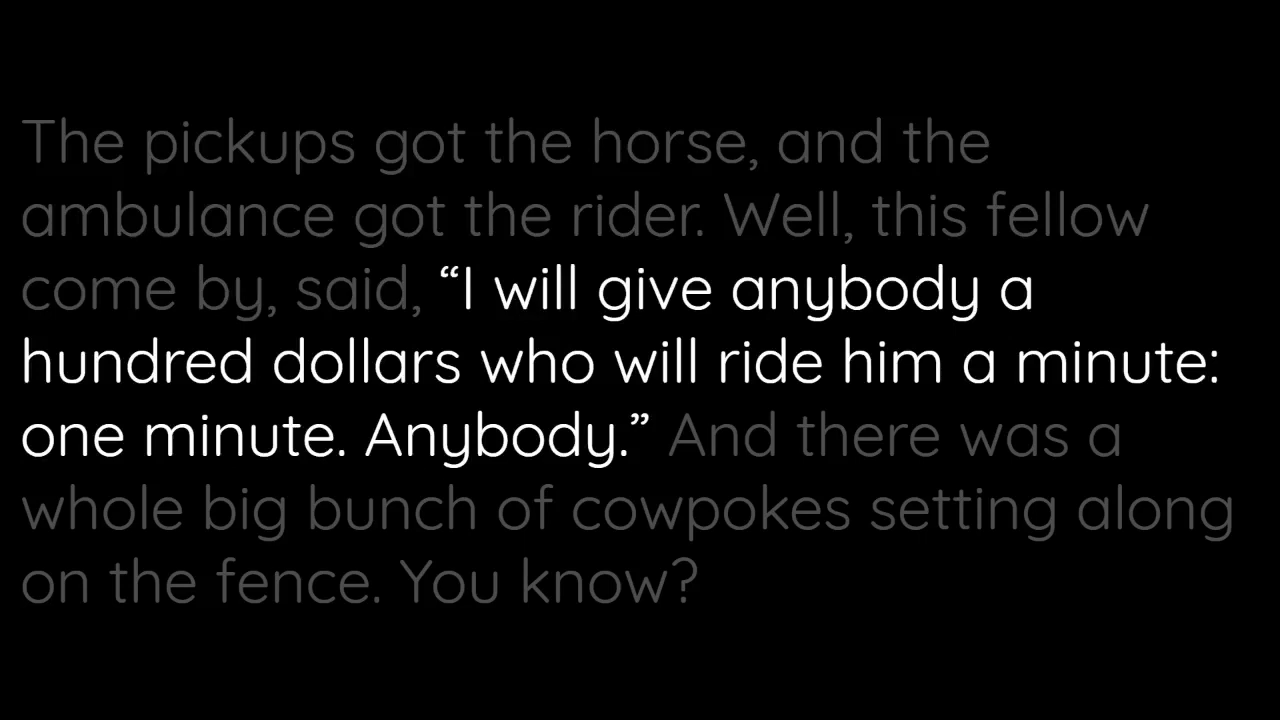 The pickups got the horse, and the
ambulance got the rider. Well, this fellow
come by, said, “I will give anybody a
hundred dollars who will ride him a minute:
one minute. Anybody.” And there was a
whole big bunch of cowpokes setting along
on the fence. You know?